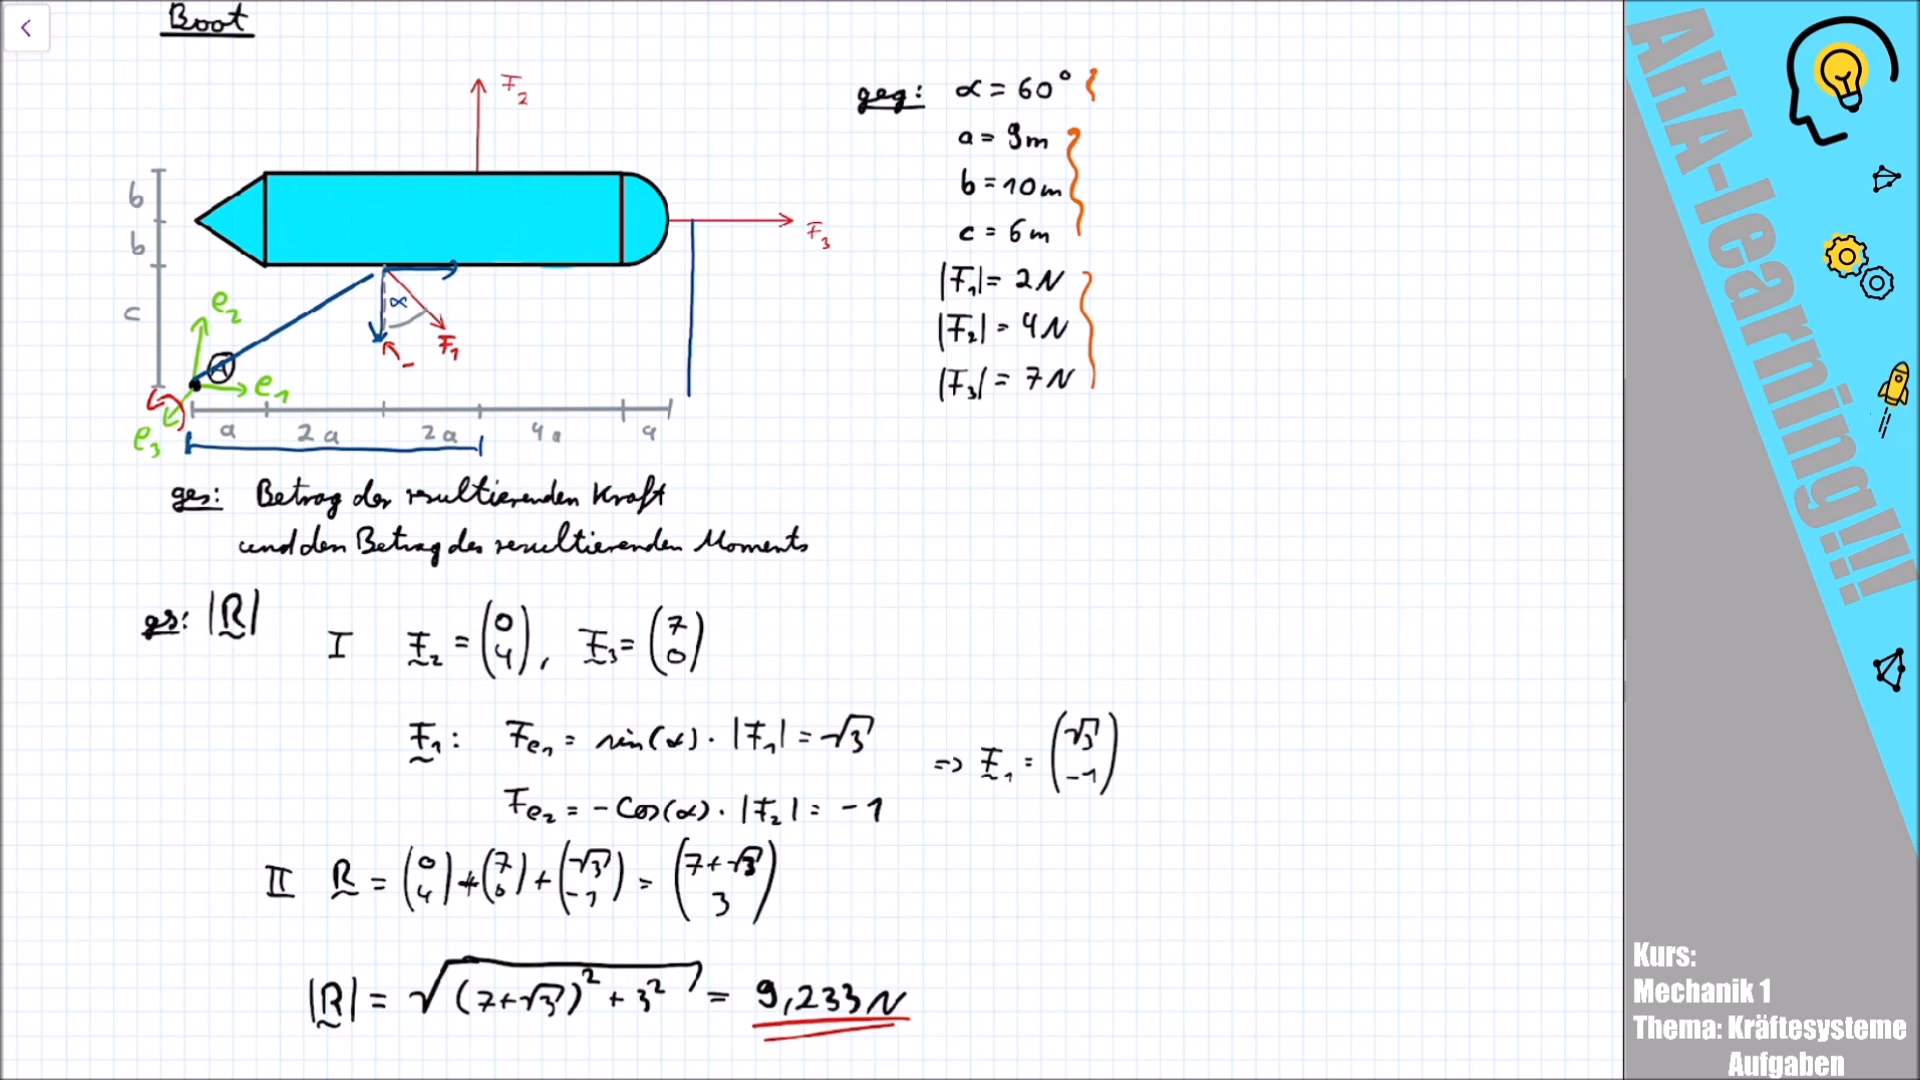 Boot
F2
b
b
c
F3
α
F1
-
e2
A
e1
e3
a 2a 2a 4a a
geg: α = 60°
a = 9m
b = 10m
c = 6m
|F1| = 2N
|F2| = 4N
|F3| = 7N
ges: Betrag der resultierenden Kraft
und den Betrag des resultierenden Moments
ges: |R|
I F2 = (0 4), F3 = (7 0)
F1: Fe1 = sin(α) · |F1| = √3
Fe2 = - cos(α) · |F2| = -1
=> F1 = (√3 -1)
II R = (0 4) + (7 0) + (√3 -1) = (7+√3 3)
|R| = √((7+√3)² + 3²) = 9,233N
AHA-learning!!!
Kurs:
Mechanik 1
Thema: Kräftesysteme
Aufgaben